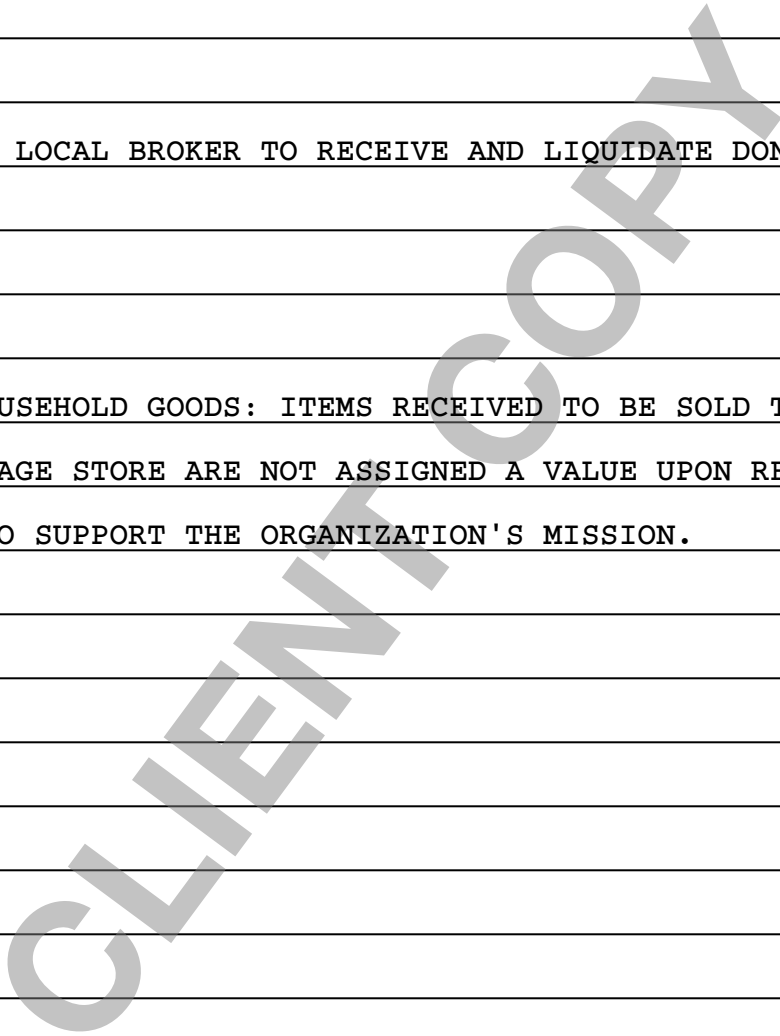 LOCAL BROKER TO RECEIVE AND LIQUIDATE DON
USEHOLD GOODS: ITEMS RECEIVED TO BE SOLD T
AGE STORE ARE NOT ASSIGNED A VALUE UPON RE
O SUPPORT THE ORGANIZATION'S MISSION.
CLIENT COPY